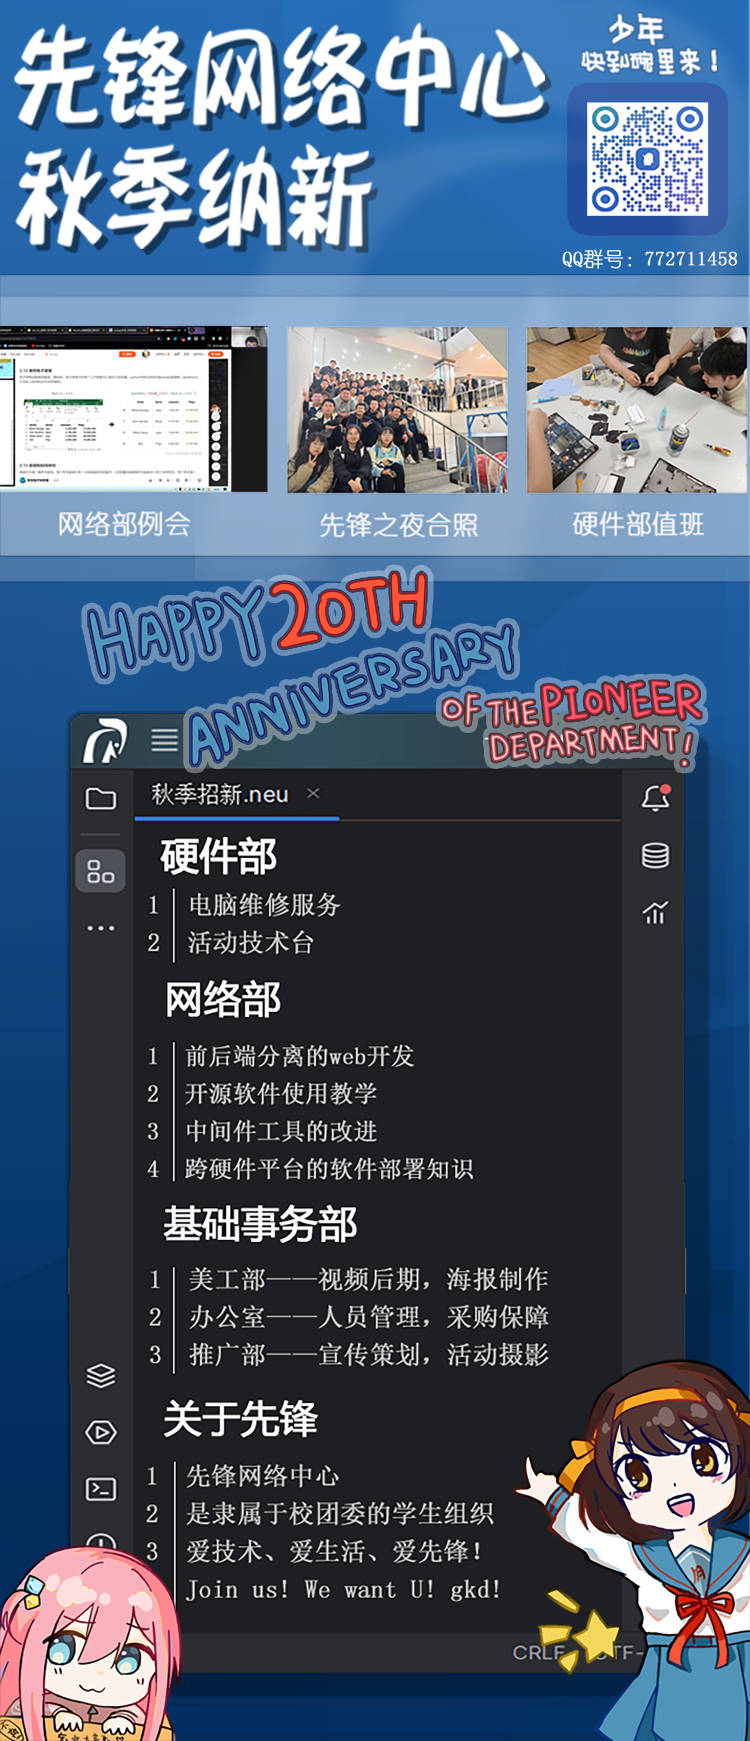 先锋网络中心
秋季纳新
少年
快到碗里来！
QQ群号：772711458
网络部例会
先锋之夜合照
硬件部值班
HAPPY 20TH
ANNIVERSARY
OF THE PIONEER
DEPARTMENT!
秋季招新.neu ×
硬件部
1 电脑维修服务
2 活动技术台
网络部
1 前后端分离的web开发
2 开源软件使用教学
3 中间件工具的改进
4 跨硬件平台的软件部署知识
基础事务部
1 美工部——视频后期，海报制作
2 办公室——人员管理，采购保障
3 推广部——宣传策划，活动摄影
关于先锋
1 先锋网络中心
2 是隶属于校团委的学生组织
3 爱技术、爱生活、爱先锋！
Join us! We want U! gkd!
CRLF
TF-